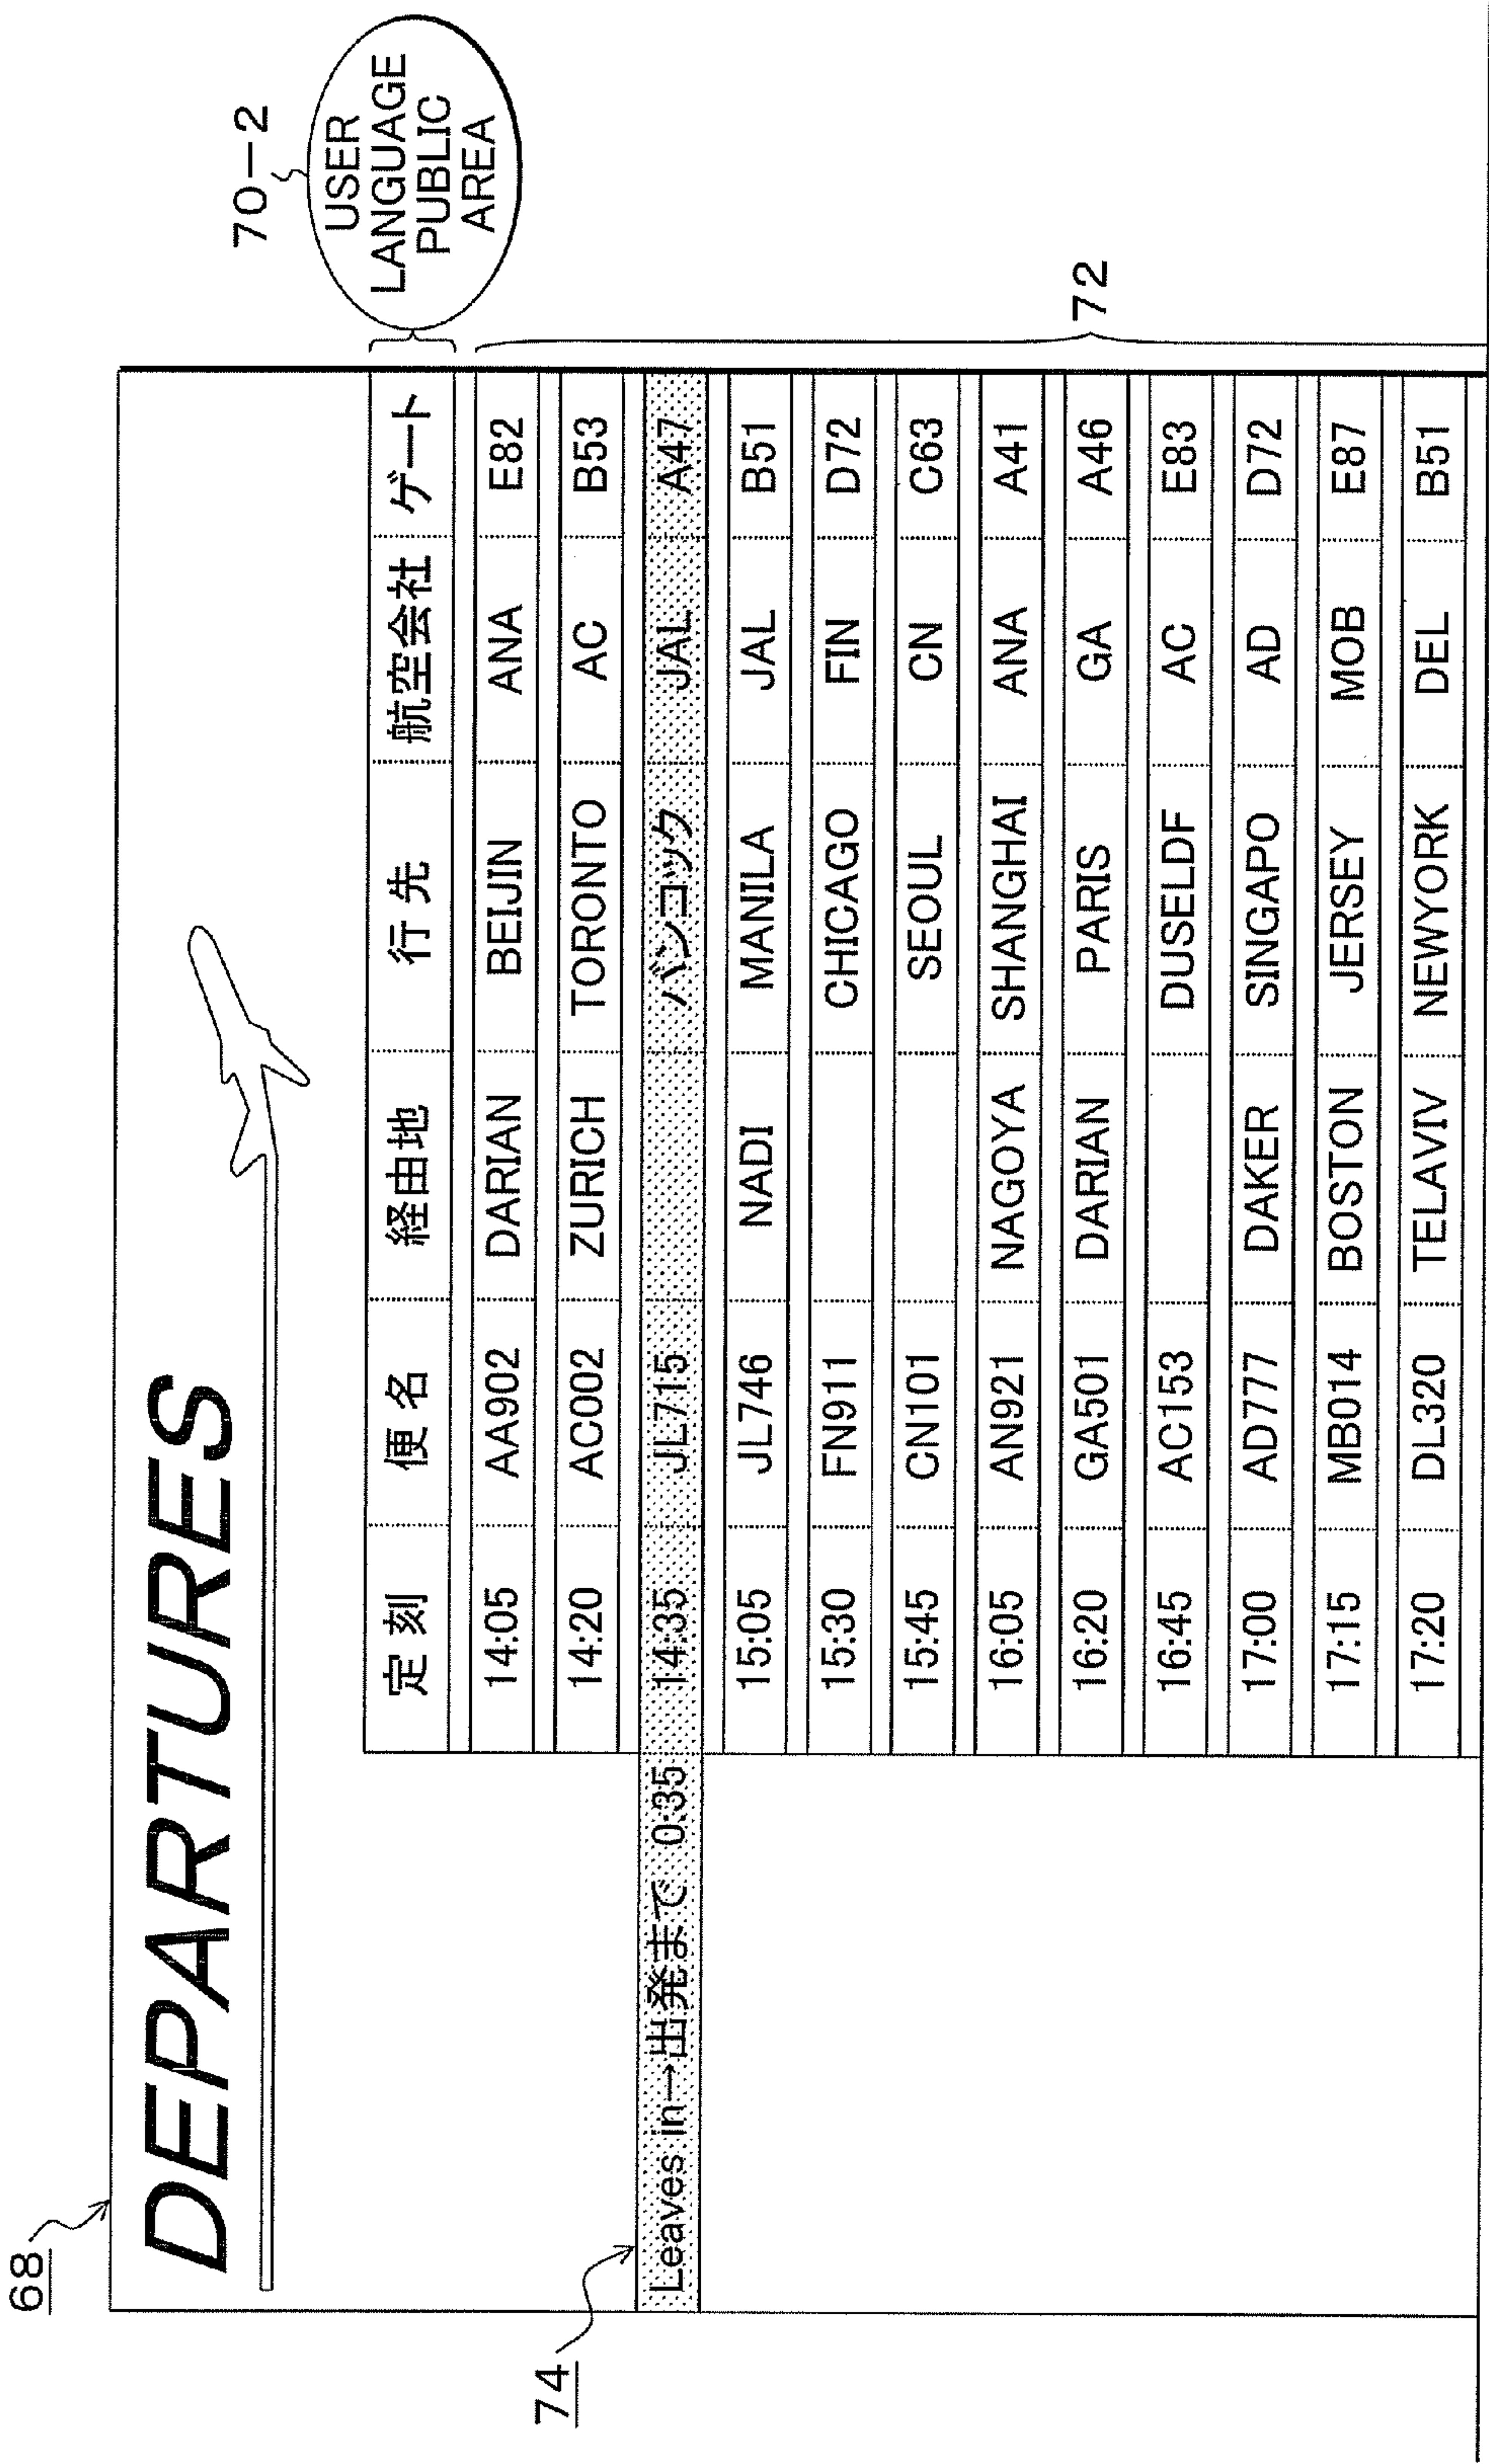 68
DEPARTURES
70-2
USER
LANGUAGE
PUBLIC
AREA
定刻 便名 経由地 行先 航空会社 ゲート
14:05 AA902 DARIAN BEIJIN ANA E82
14:20 AC002 ZURICH TORONTO AC B53
74
Leaves in→出発まで 0:35 14:35 JL715 バンコック JAL A47
15:05 JL746 NADI MANILA JAL B51
15:30 FN911 CHICAGO FIN D72
15:45 CN101 SEOUL CN C63
16:05 AN921 NAGOYA SHANGHAI ANA A41
72
16:20 GA501 DARIAN PARIS GA A46
16:45 AC153 DUSELDF AC E83
17:00 AD777 DAKER SINGAPO AD D72
17:15 MB014 BOSTON JERSEY MOB E87
17:20 DL320 TELAVIV NEWYORK DEL B51